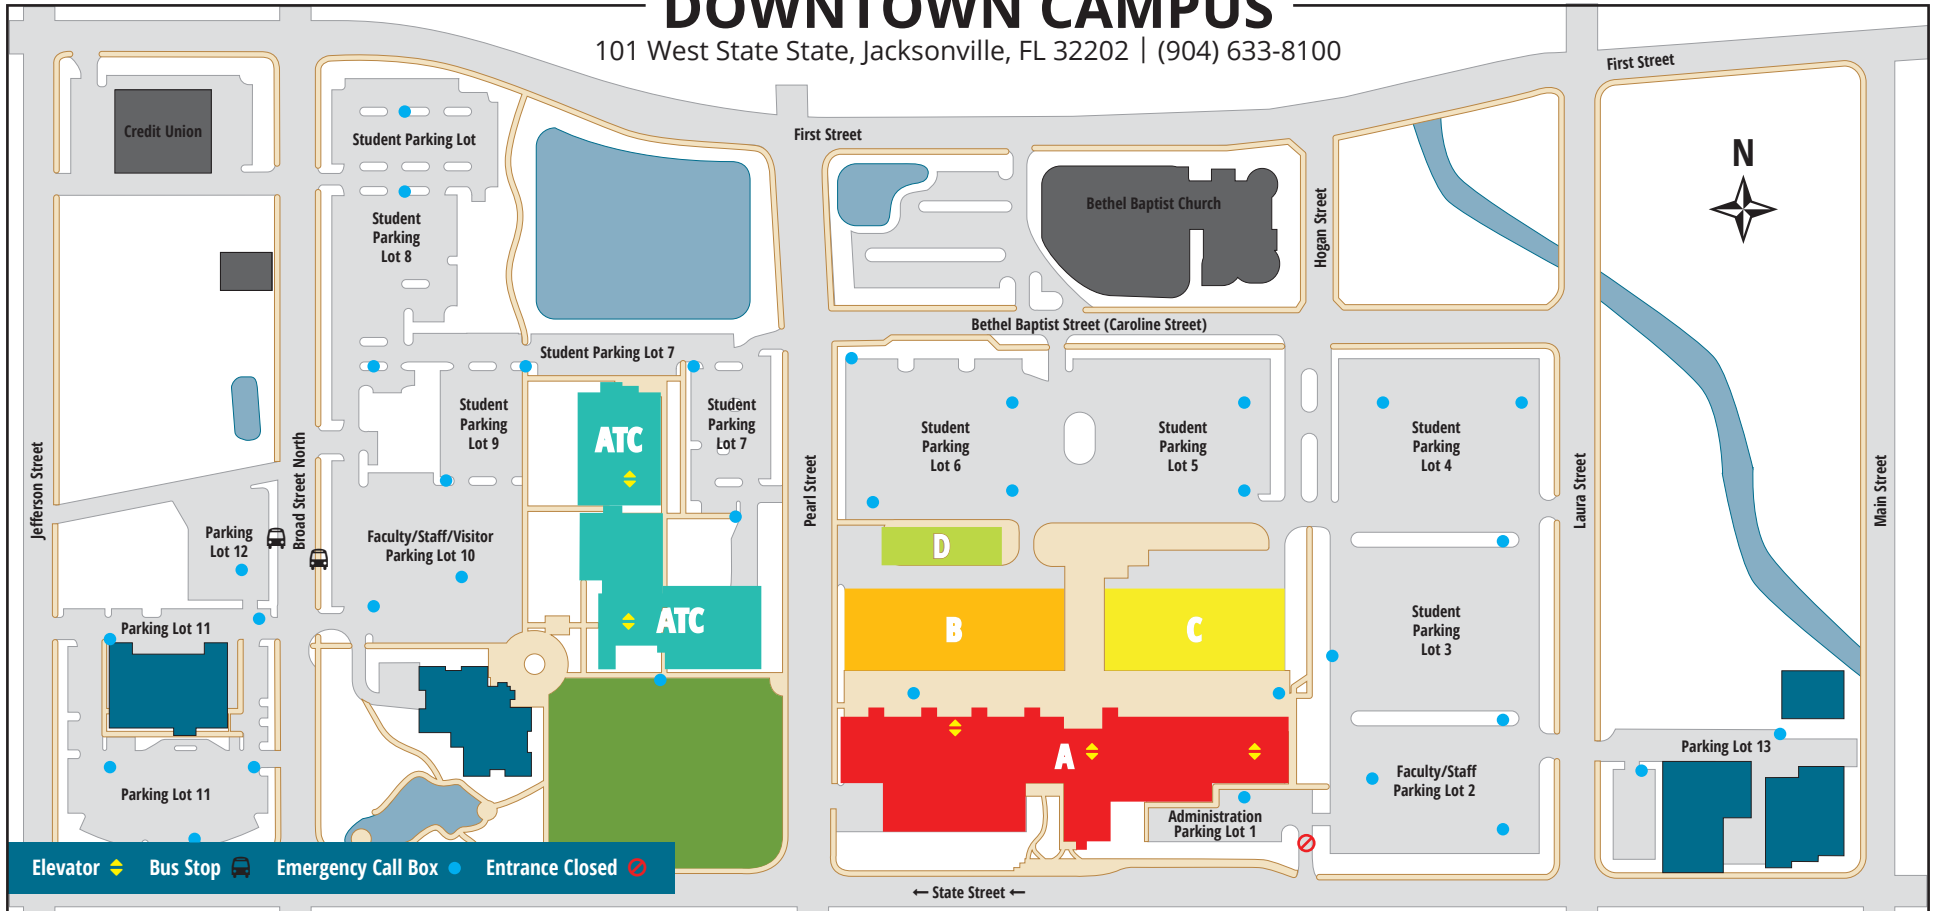 DOWNTOWN CAMPUS
101 West State State, Jacksonville, FL 32202 | (904) 633-8100
First Street
First Street
Credit Union
Student Parking Lot
N
Bethel Baptist Church
Hogan Street
Student
Parking
Lot 8
Bethel Baptist Street (Caroline Street)
Student Parking Lot 7
Student
Parking
Lot 9
ATC
Student
Parking
Lot 7
Student
Parking
Lot 6
Student
Parking
Lot 5
Student
Parking
Lot 4
Jefferson Street
Broad Street North
Pearl Street
Laura Street
Main Street
Parking
Lot 12
Faculty/Staff/Visitor
Parking Lot 10
D
ATC
B
C
Student
Parking
Lot 3
Parking Lot 11
A
Parking Lot 13
Faculty/Staff
Parking Lot 2
Parking Lot 11
Administration
Parking Lot 1
Elevator
Bus Stop
Emergency Call Box
Entrance Closed
← State Street ←